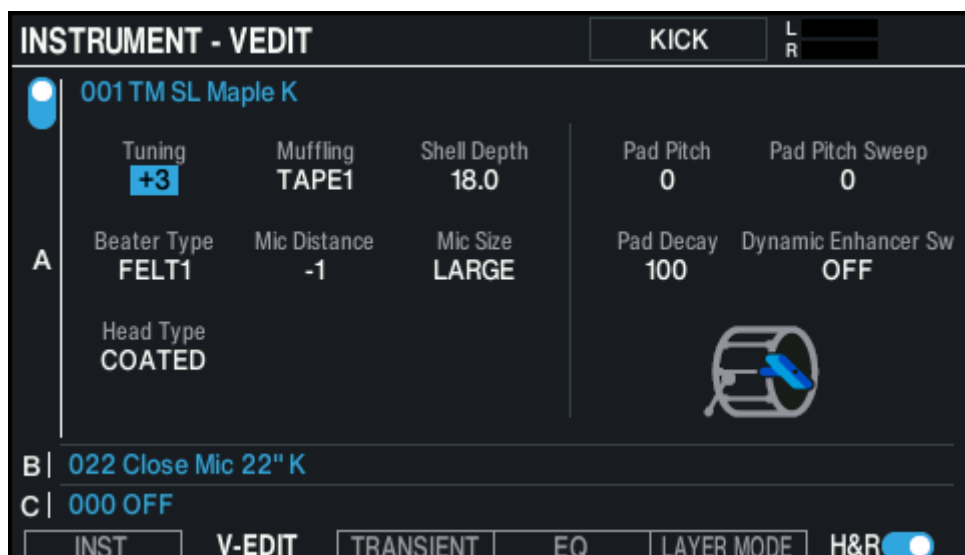 INSTRUMENT - VEDIT KICK L
R
001 TM SL Maple K
Tuning Muffling Shell Depth Pad Pitch Pad Pitch Sweep
+3 TAPE1 18.0 0 0
A
Beater Type Mic Distance Mic Size Pad Decay Dynamic Enhancer Sw
FELT1 -1 LARGE 100 OFF
Head Type
COATED
B 022 Close Mic 22" K
C 000 OFF
INST V-EDIT TRANSIENT EQ LAYER MODE H&R